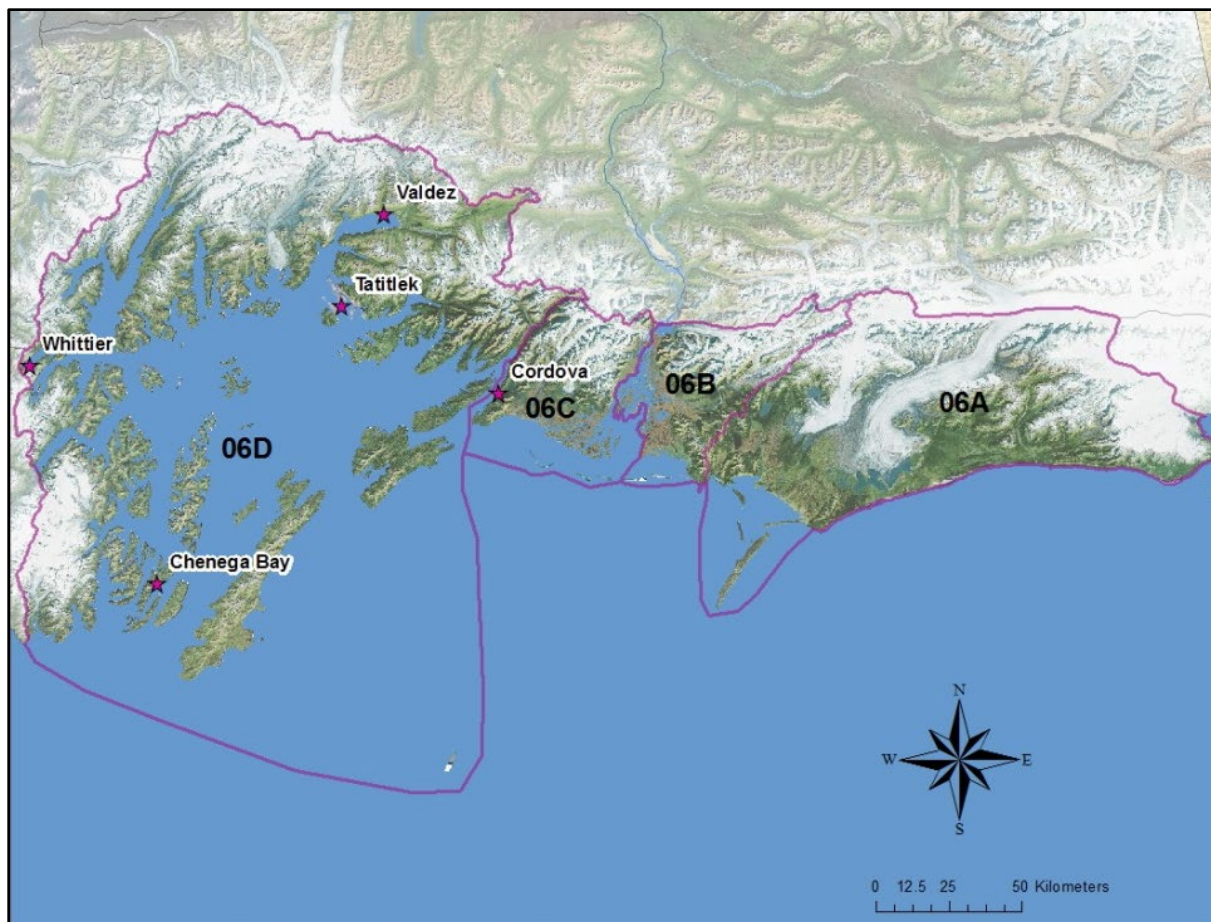 Valdez
Tatitlek
Whittier
Cordova
06C
06B
06A
06D
Chenega Bay
N
W
E
S
0 12.5 25 50 Kilometers